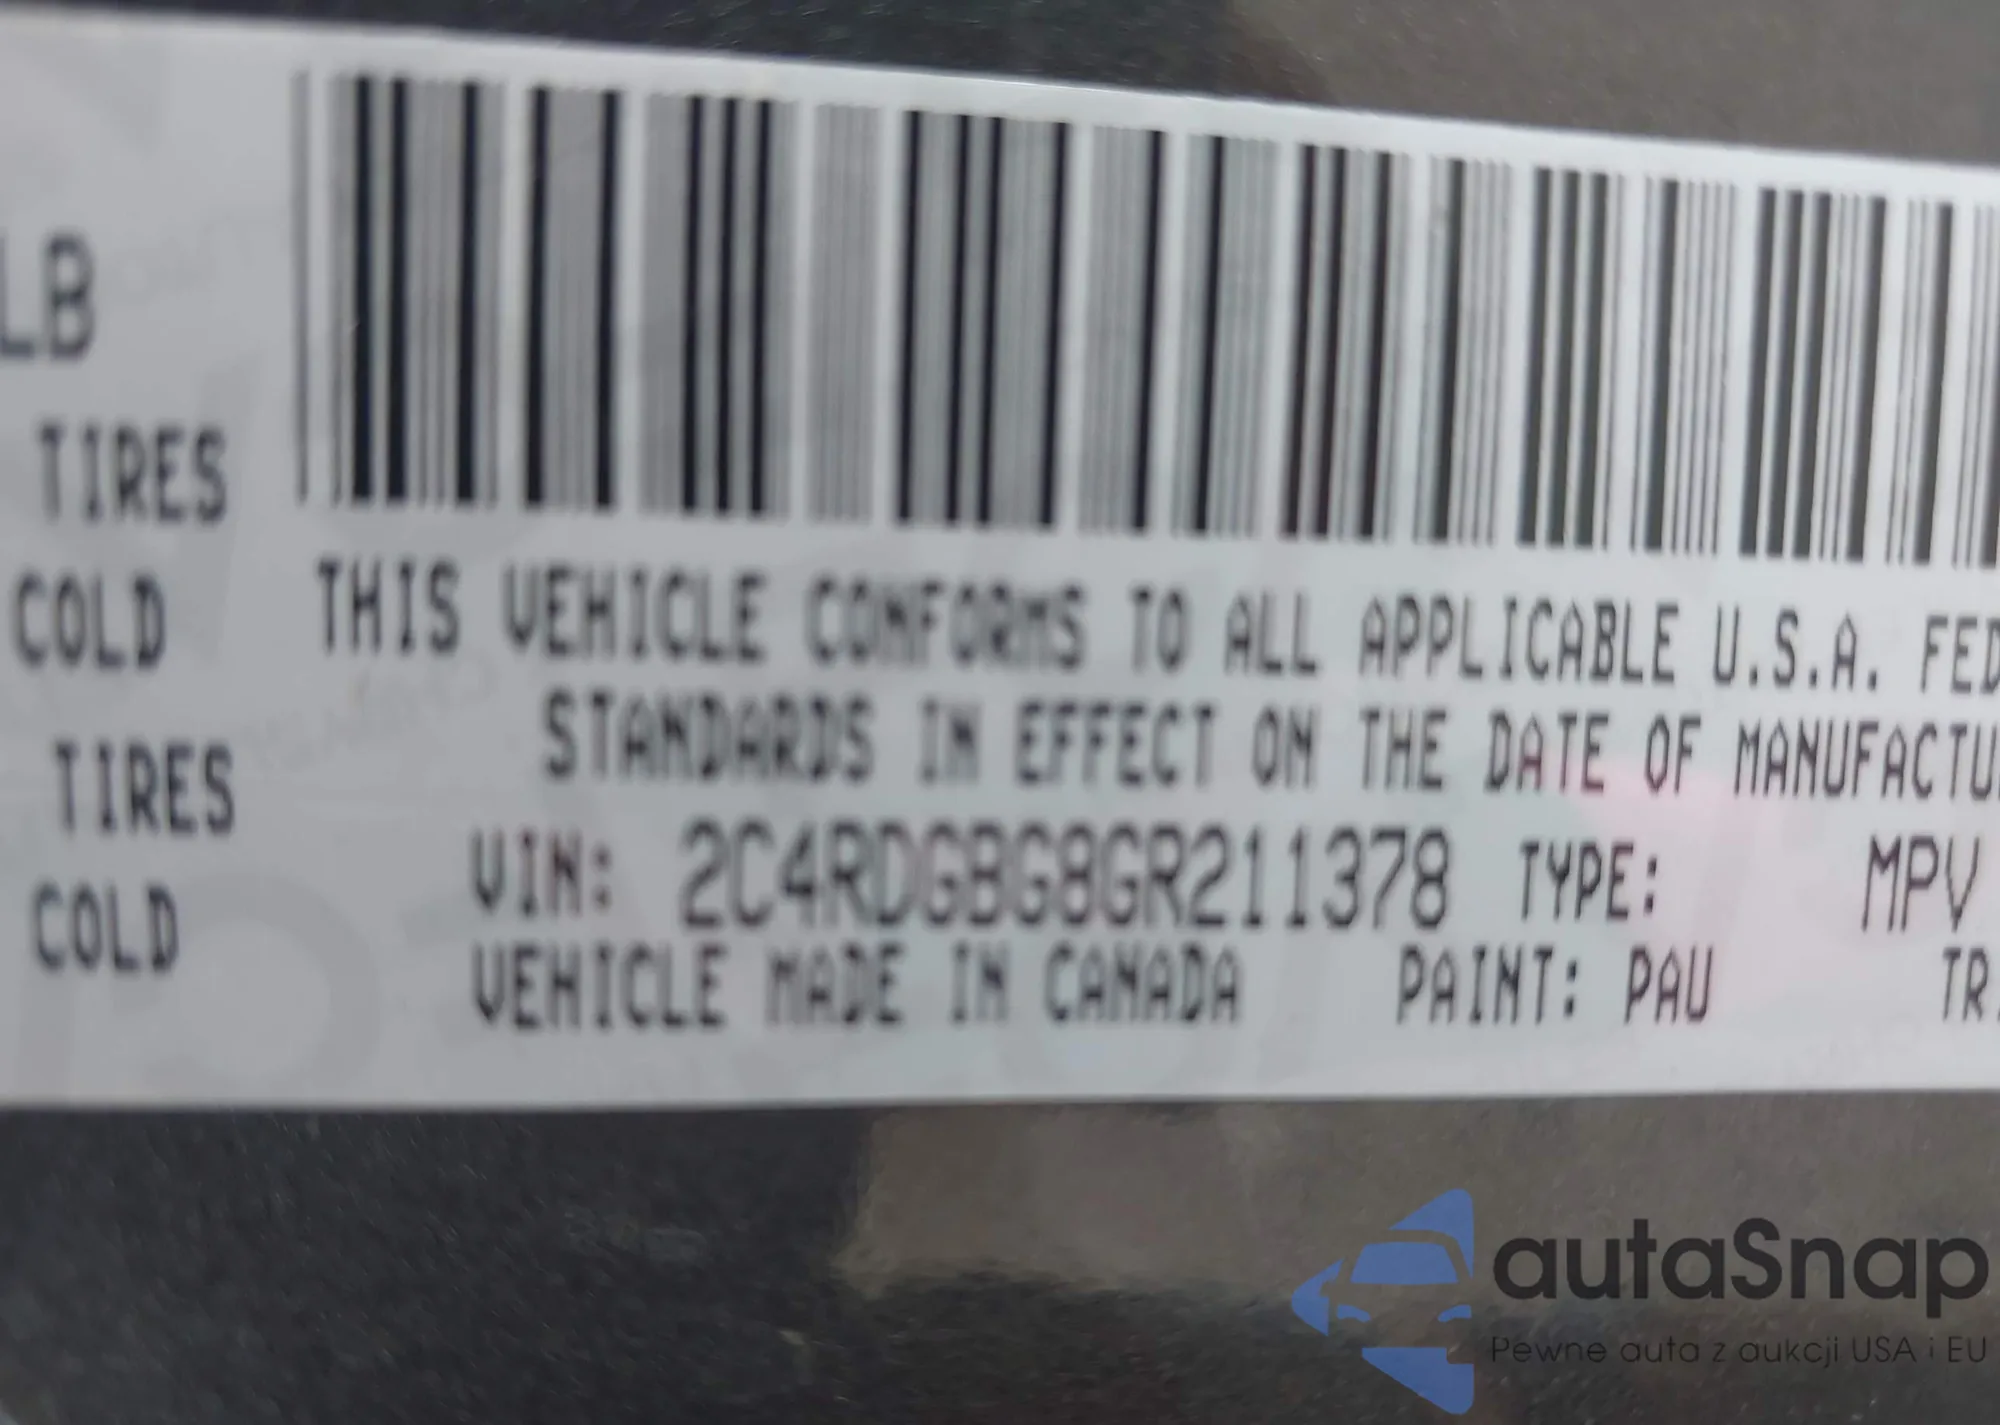 LB
TIRES
COLD
TIRES
COLD
THIS VEHICLE CONFORMS TO ALL APPLICABLE U.S.A. FED
STANDARDS IN EFFECT ON THE DATE OF MANUFACTU
VIN: 2C4RDGBG8GR211378 TYPE: MPV
VEHICLE MADE IN CANADA PAINT: PAU TR
autaSnap
Pewne auta z aukcji USA i EU